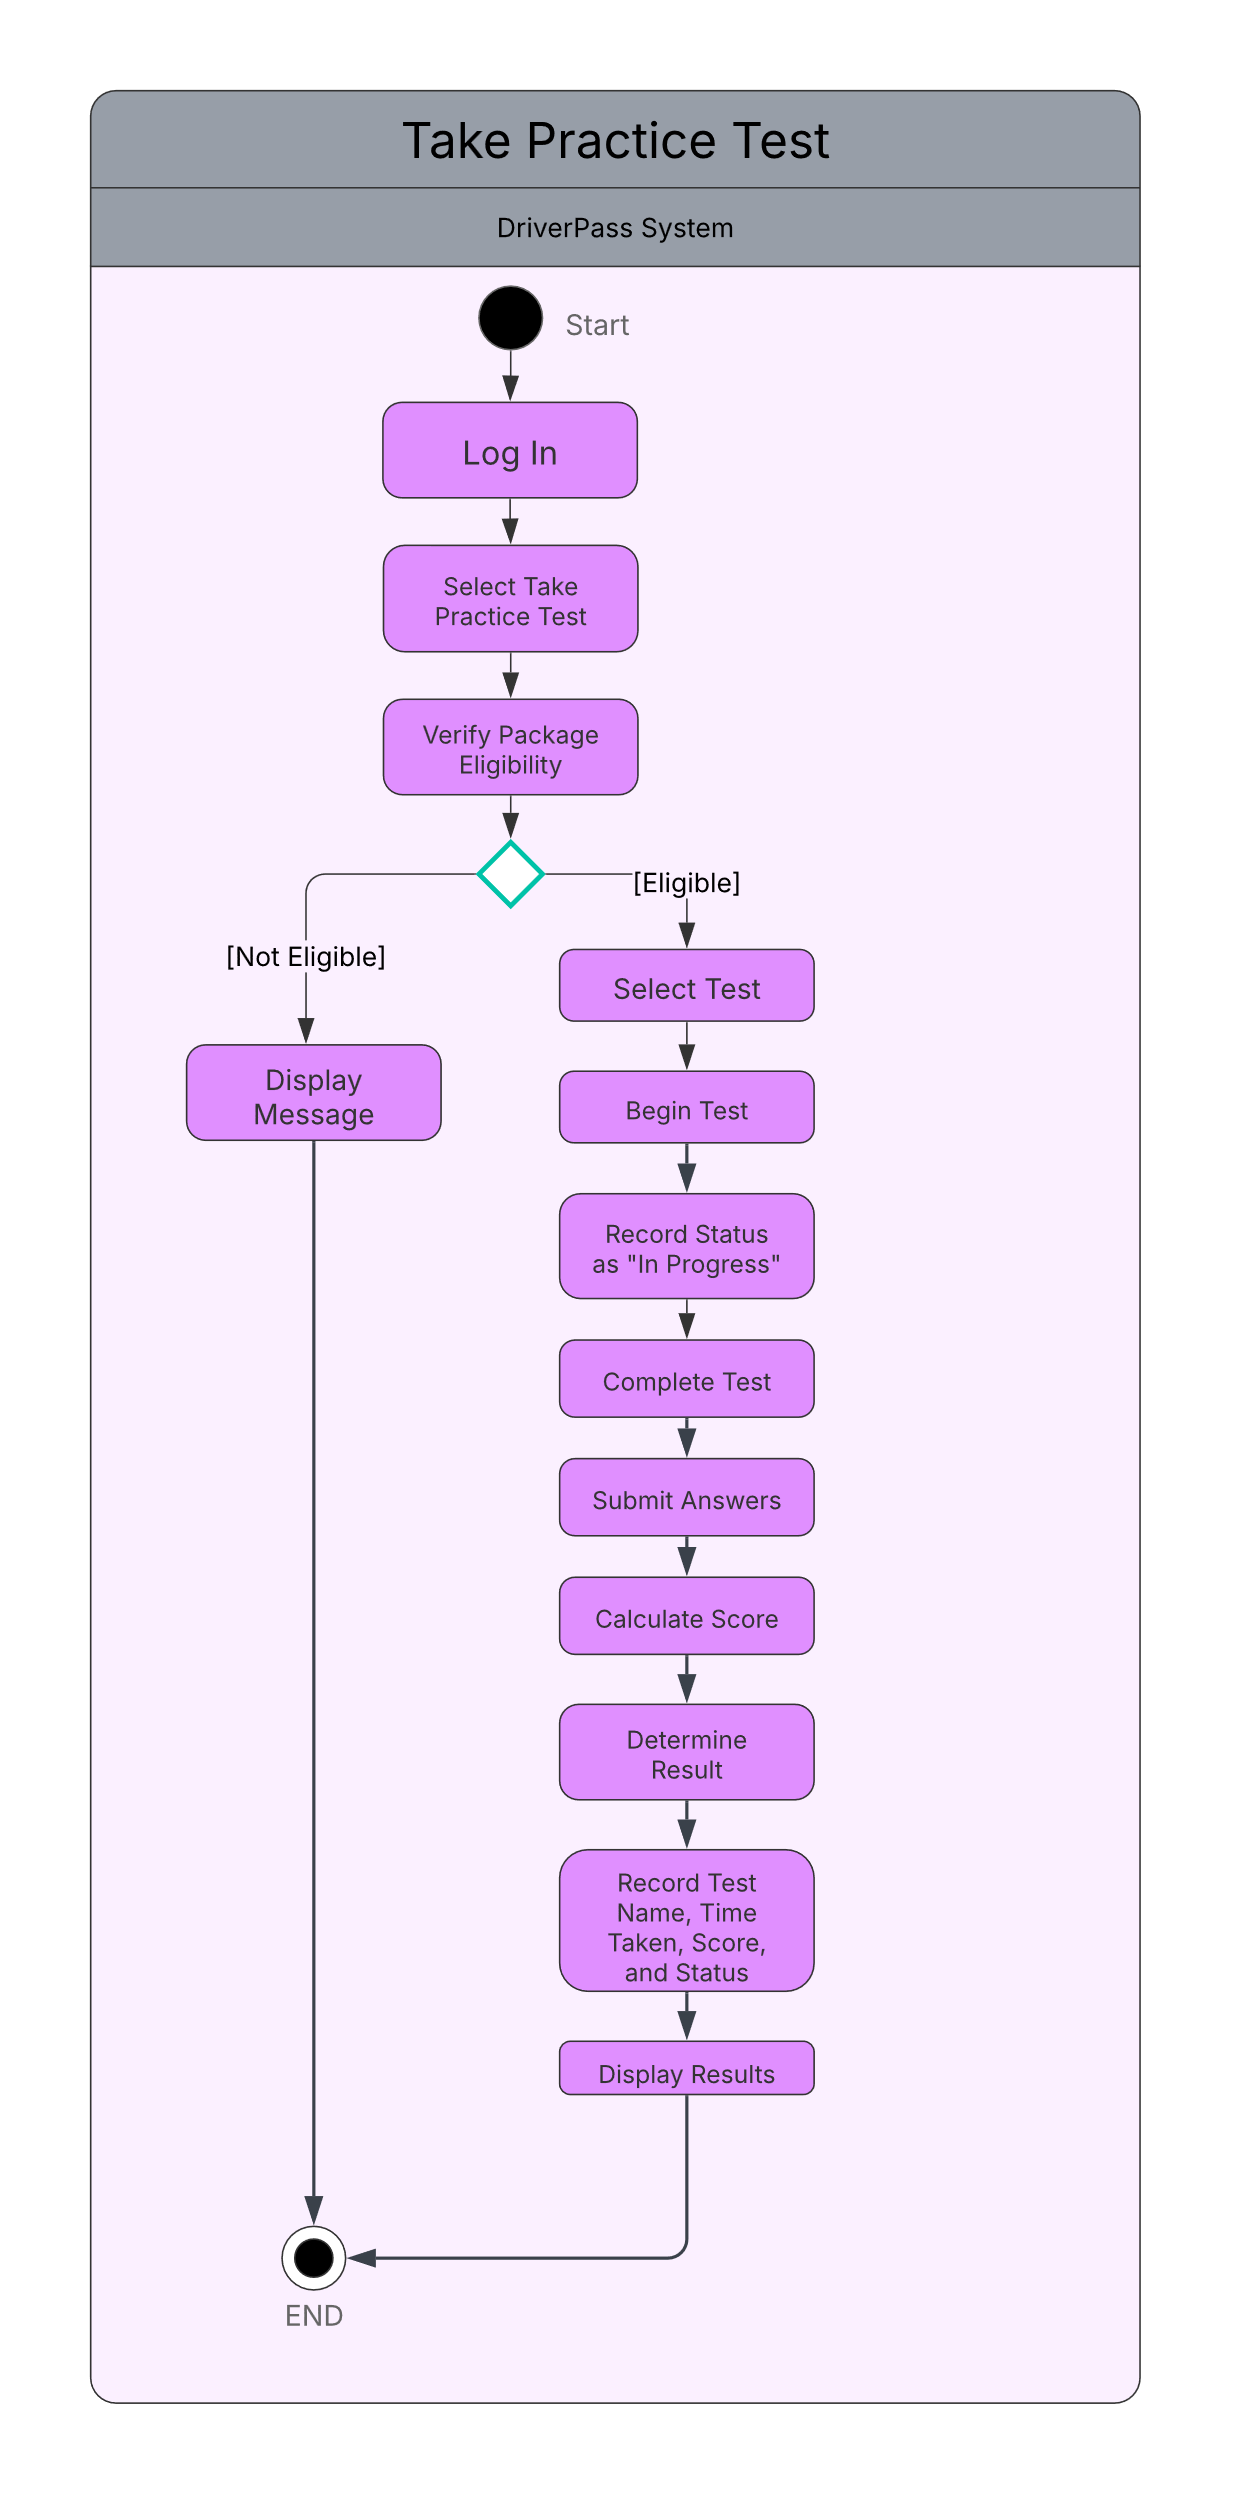 Take Practice Test
DriverPass System
Start
Log In
Select Take
Practice Test
Verify Package
Eligibility
[Eligible]
[Not Eligible]
Select Test
Display
Message
Begin Test
Record Status
as "In Progress"
Complete Test
Submit Answers
Calculate Score
Determine
Result
Record Test
Name, Time
Taken, Score,
and Status
Display Results
END